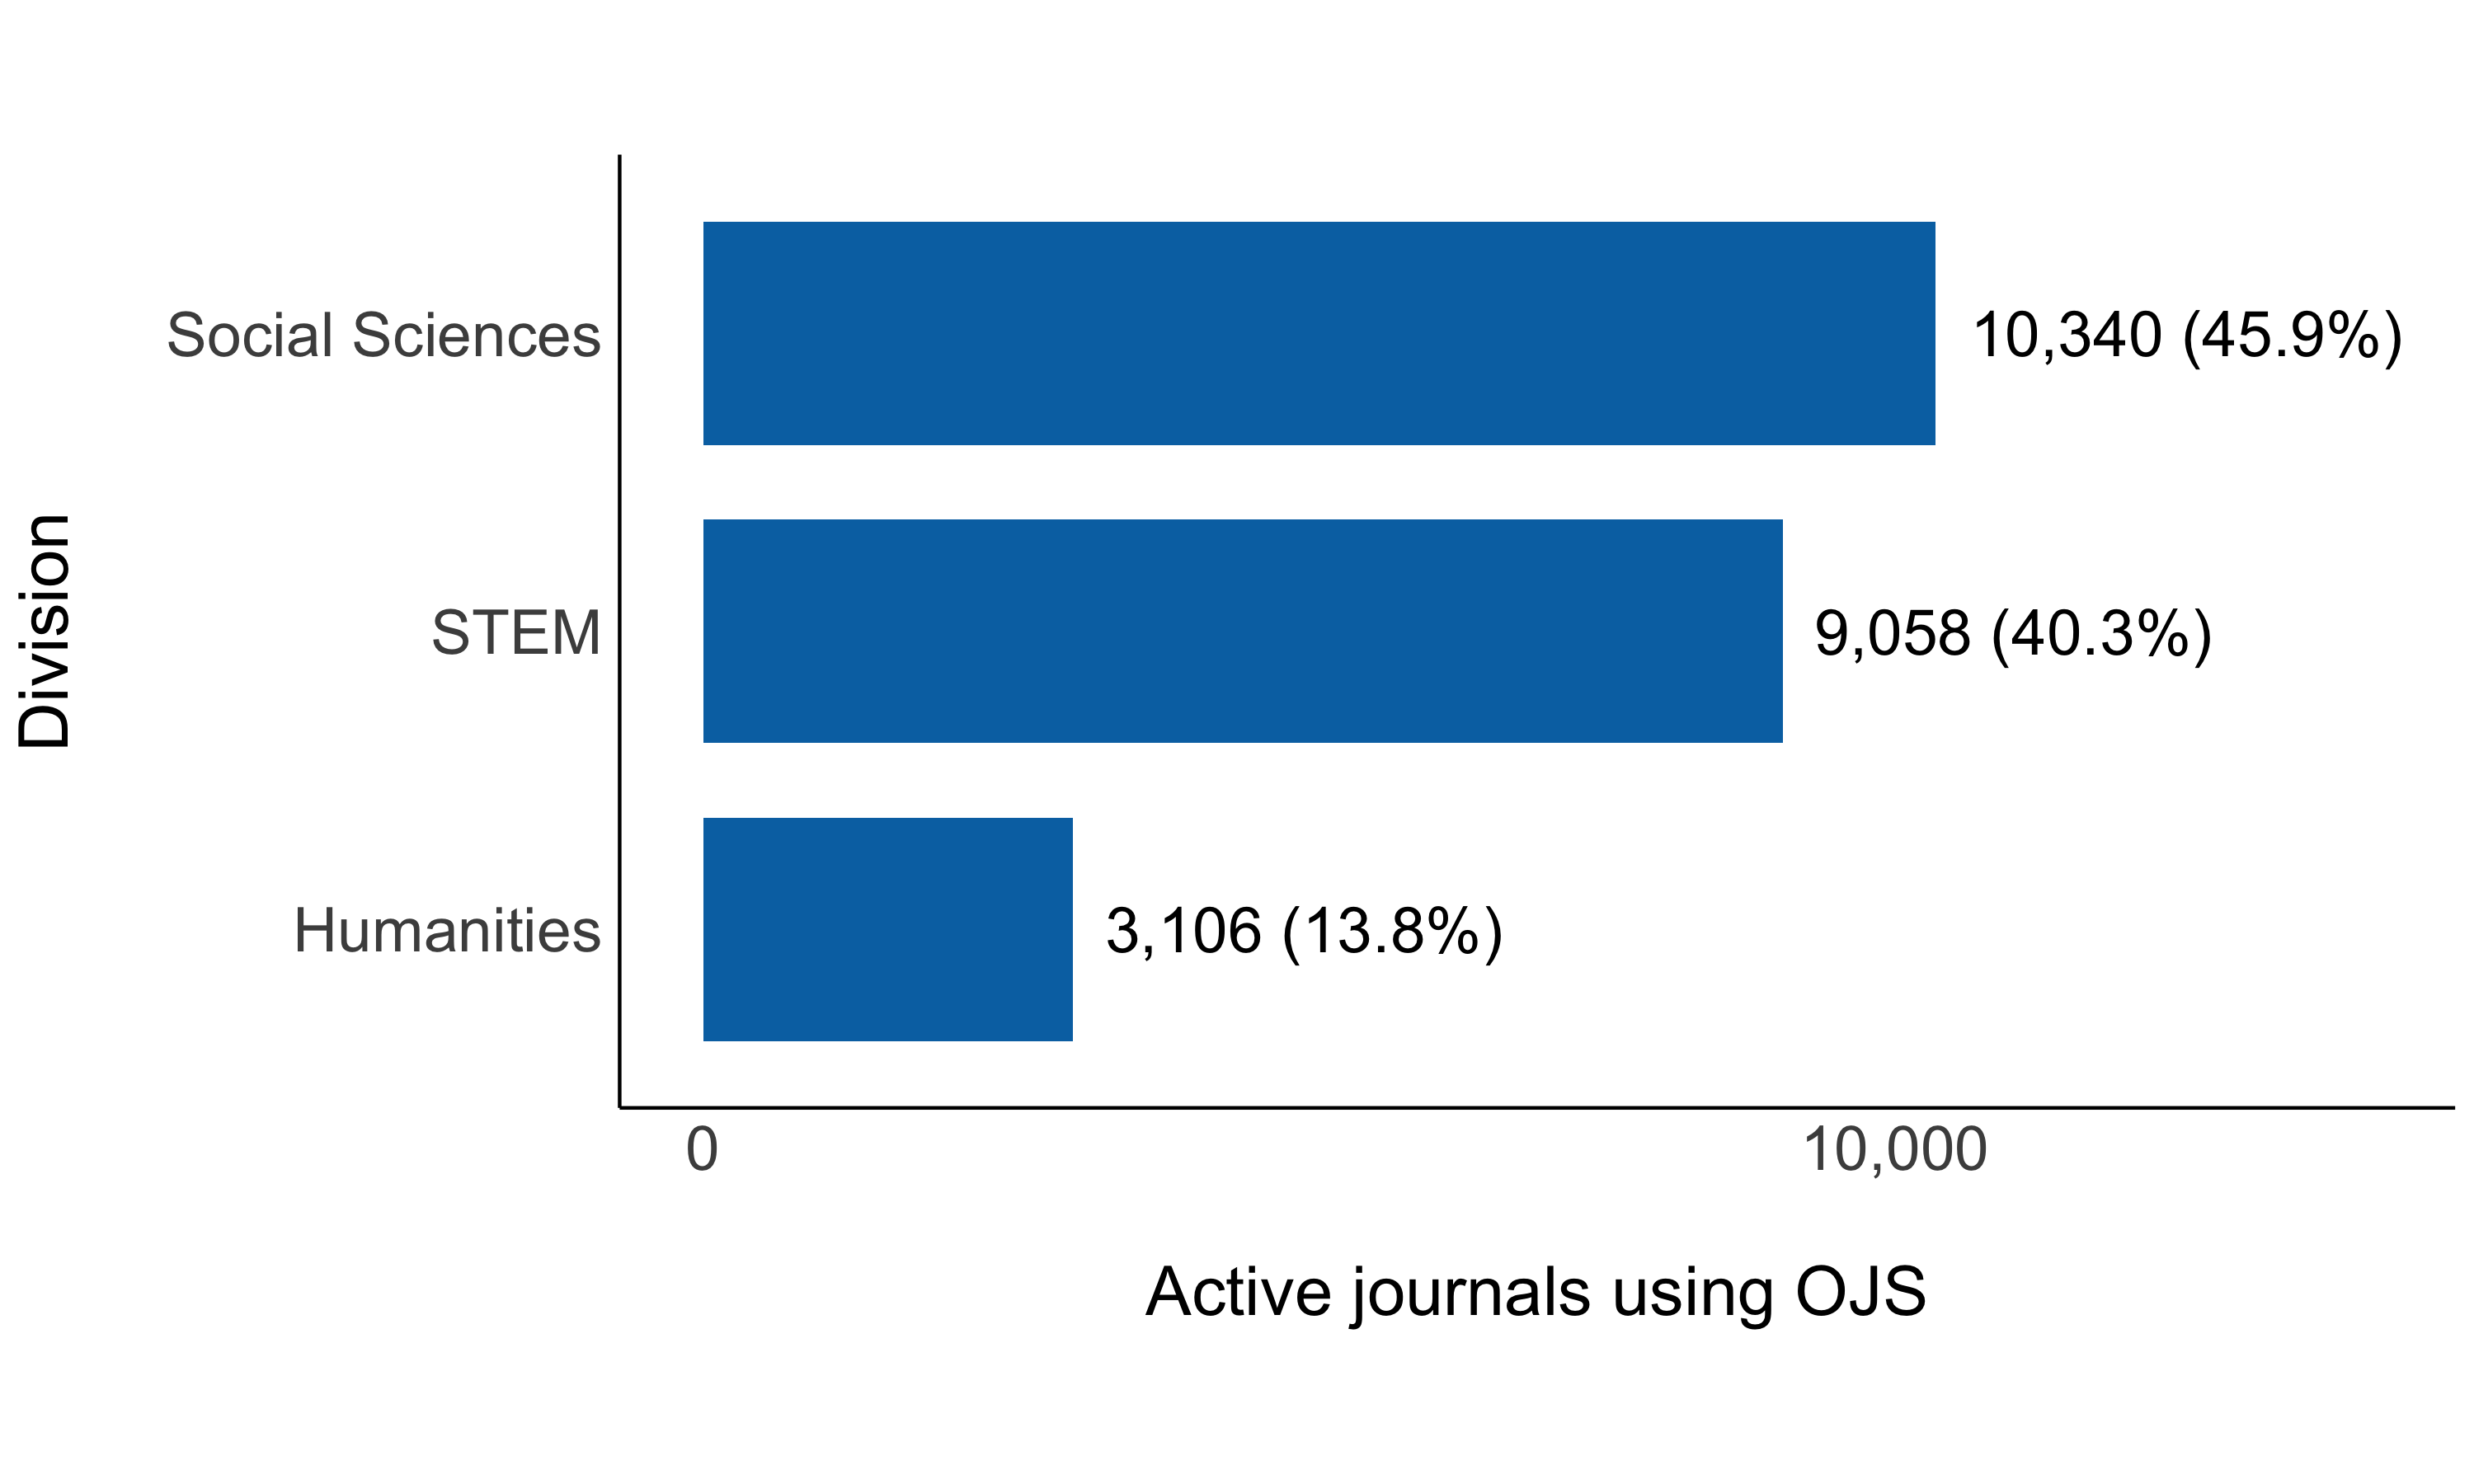 Division
Social Sciences
10,340 (45.9%)
STEM
9,058 (40.3%)
Humanities
3,106 (13.8%)
0
10,000
Active journals using OJS